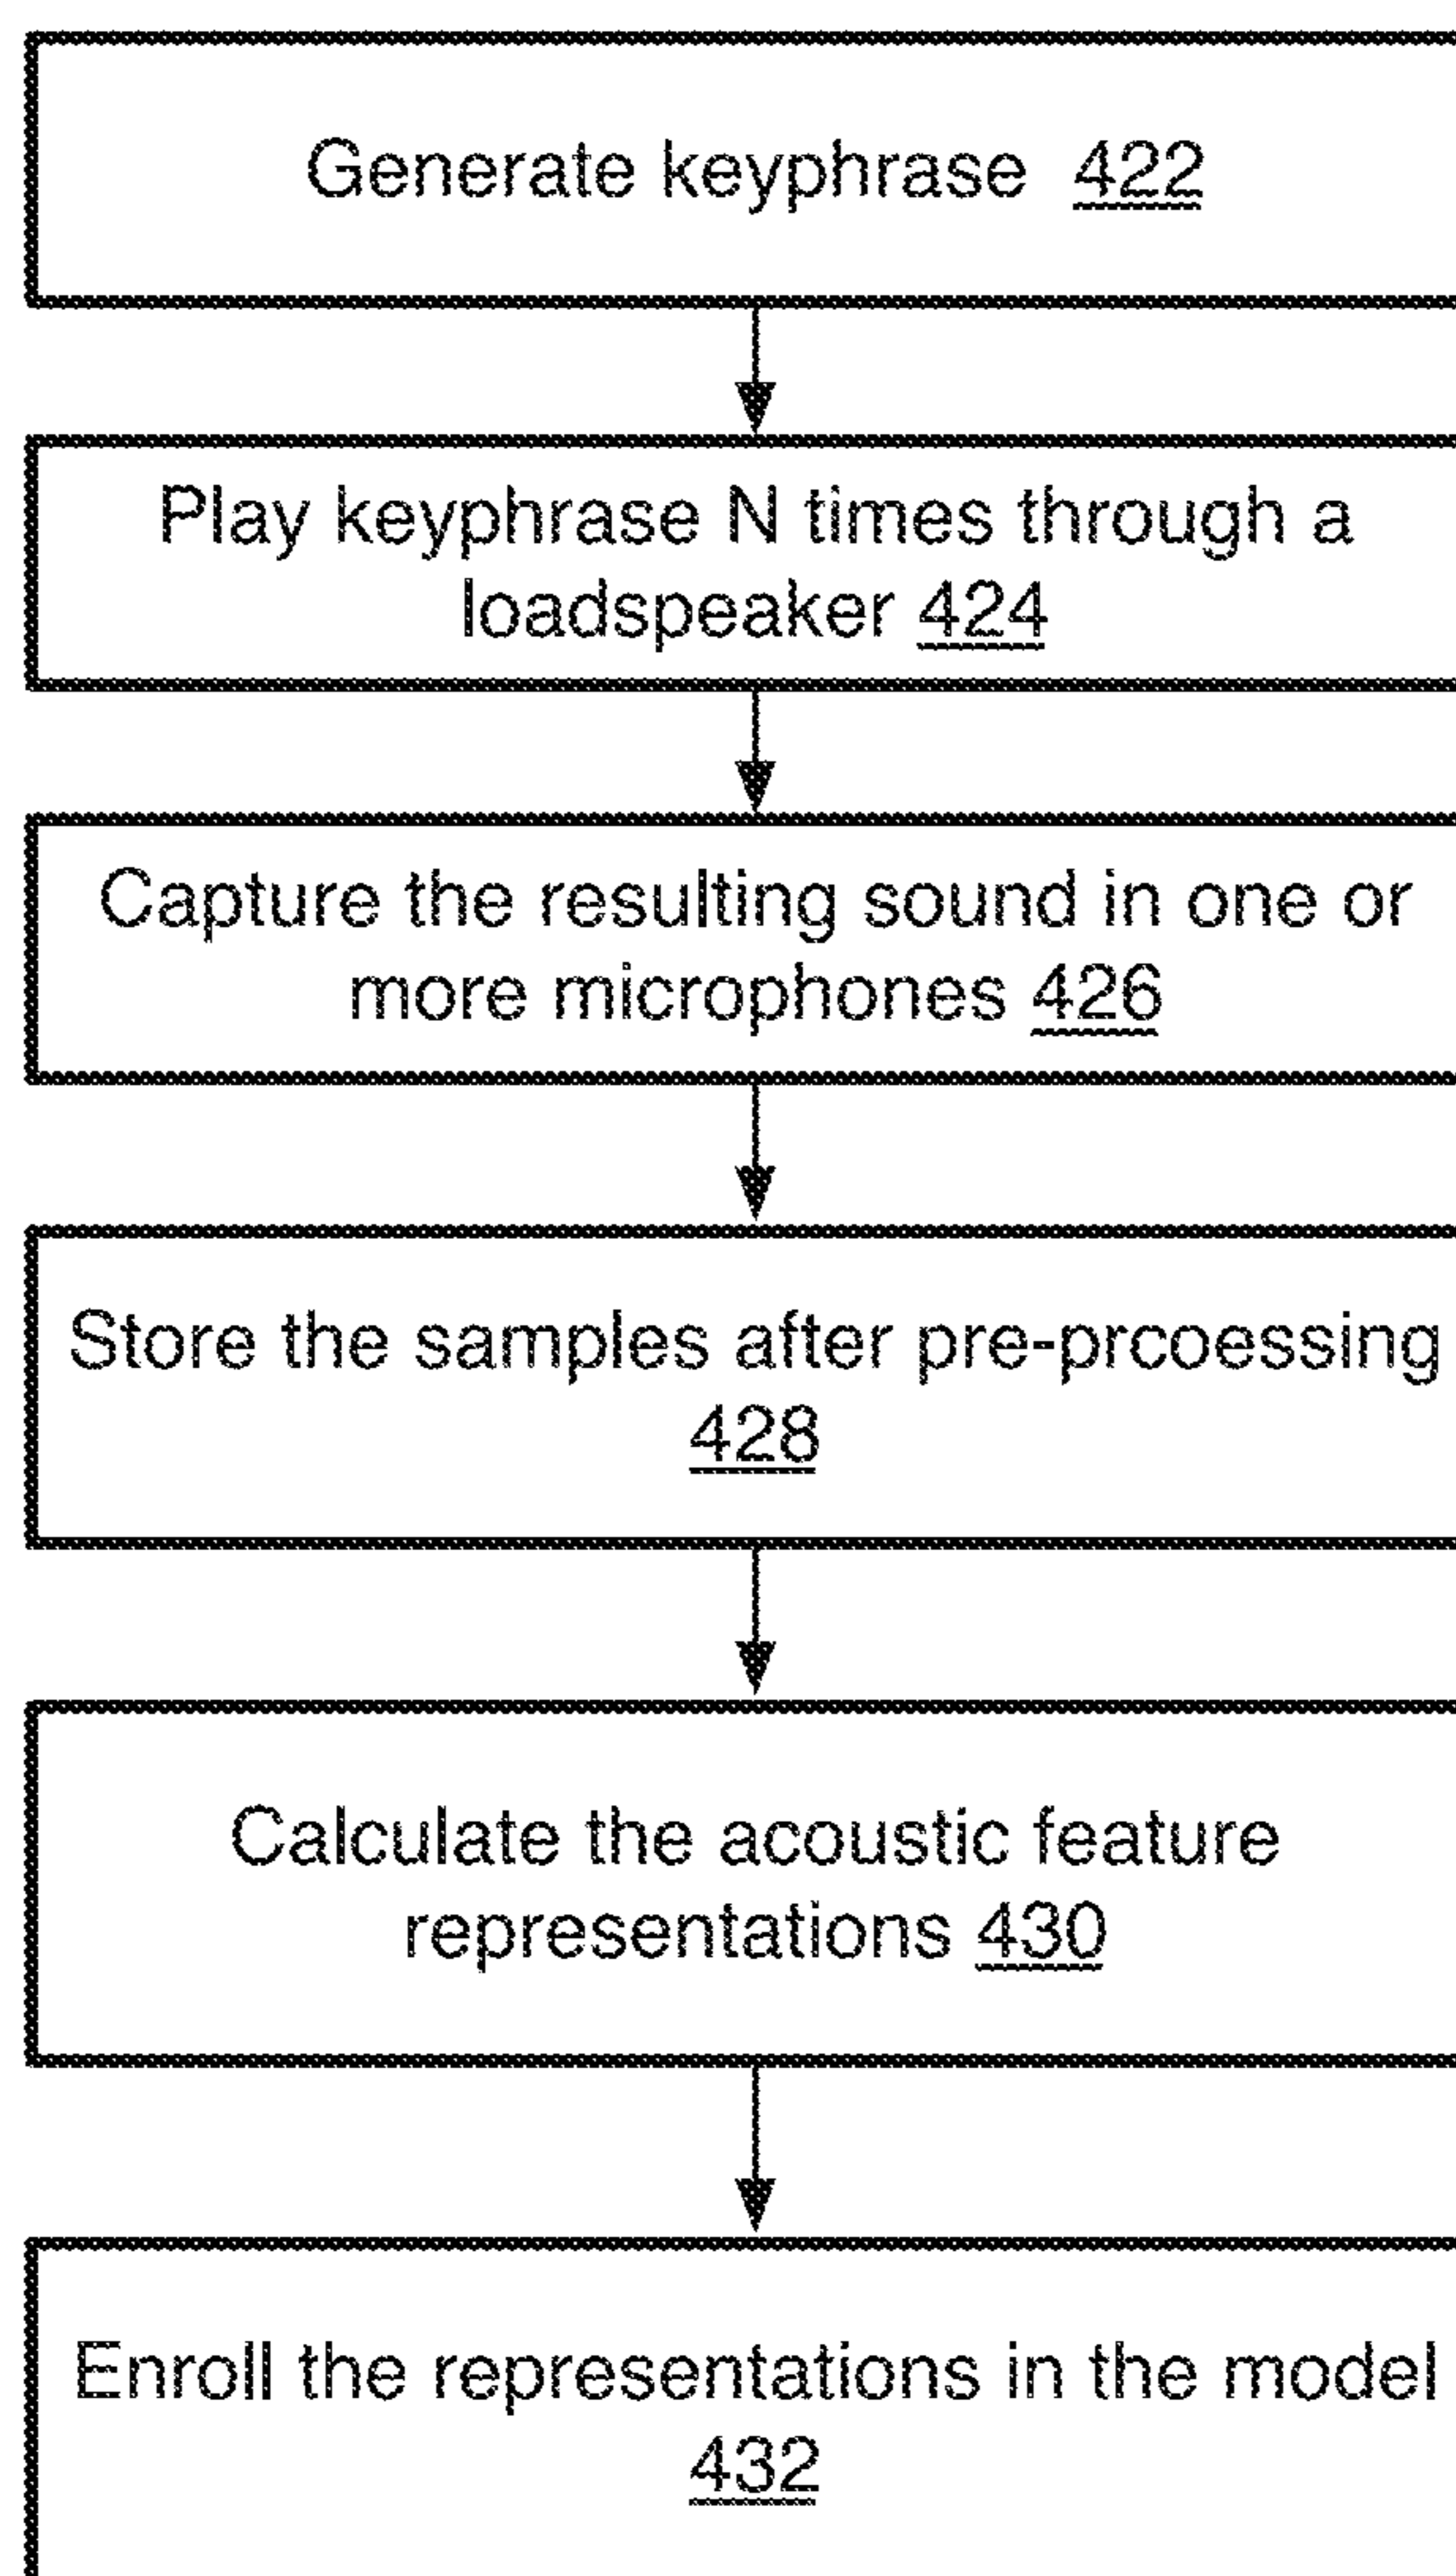 Generate keyphrase 422
Play keyphrase N times through a
loadspeaker 424
Capture the resulting sound in one or
more microphones 426
Store the samples after pre-prcoessing
428
Calculate the acoustic feature
representations 430
Enroll the representations in the model
432